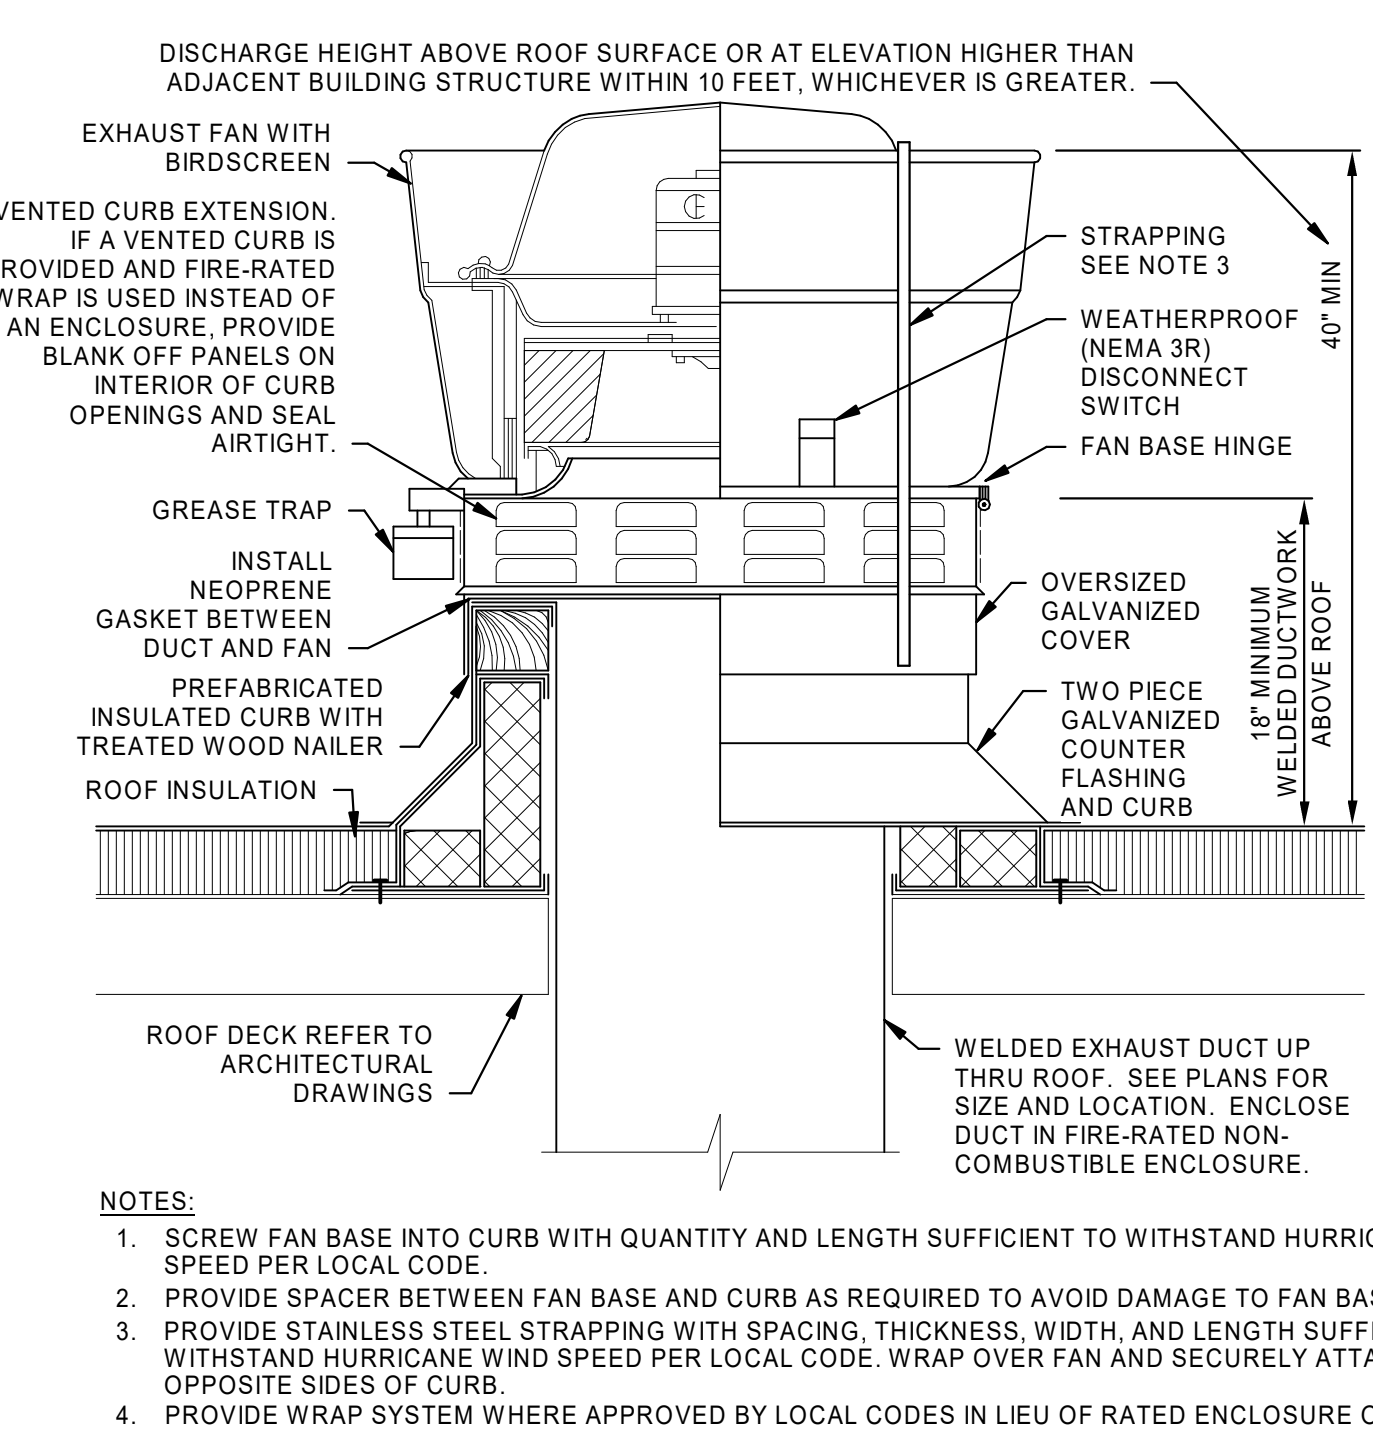 DISCHARGE HEIGHT ABOVE ROOF SURFACE OR AT ELEVATION HIGHER THAN
ADJACENT BUILDING STRUCTURE WITHIN 10 FEET, WHICHEVER IS GREATER.
EXHAUST FAN WITH
BIRDSCREEN
VENTED CURB EXTENSION.
IF A VENTED CURB IS
ROVIDED AND FIRE-RATED
WRAP IS USED INSTEAD OF
AN ENCLOSURE, PROVIDE
BLANK OFF PANELS ON
INTERIOR OF CURB
OPENINGS AND SEAL
AIRTIGHT.
GREASE TRAP
INSTALL
NEOPRENE
GASKET BETWEEN
DUCT AND FAN
PREFABRICATED
INSULATED CURB WITH
TREATED WOOD NAILER
ROOF INSULATION
ROOF DECK REFER TO
ARCHITECTURAL
DRAWINGS
STRAPPING
SEE NOTE 3
WEATHERPROOF
(NEMA 3R)
DISCONNECT
SWITCH
FAN BASE HINGE
OVERSIZED
GALVANIZED
COVER
TWO PIECE
GALVANIZED
COUNTER
FLASHING
AND CURB
40" MIN
18" MINIMUM
WELDED DUCTWORK
ABOVE ROOF
WELDED EXHAUST DUCT UP
THRU ROOF. SEE PLANS FOR
SIZE AND LOCATION. ENCLOSE
DUCT IN FIRE-RATED NON-
COMBUSTIBLE ENCLOSURE.
NOTES:
1. SCREW FAN BASE INTO CURB WITH QUANTITY AND LENGTH SUFFICIENT TO WITHSTAND HURRIC
SPEED PER LOCAL CODE.
2. PROVIDE SPACER BETWEEN FAN BASE AND CURB AS REQUIRED TO AVOID DAMAGE TO FAN BAS
3. PROVIDE STAINLESS STEEL STRAPPING WITH SPACING, THICKNESS, WIDTH, AND LENGTH SUFFI
WITHSTAND HURRICANE WIND SPEED PER LOCAL CODE. WRAP OVER FAN AND SECURELY ATTA
OPPOSITE SIDES OF CURB.
4. PROVIDE WRAP SYSTEM WHERE APPROVED BY LOCAL CODES IN LIEU OF RATED ENCLOSURE O